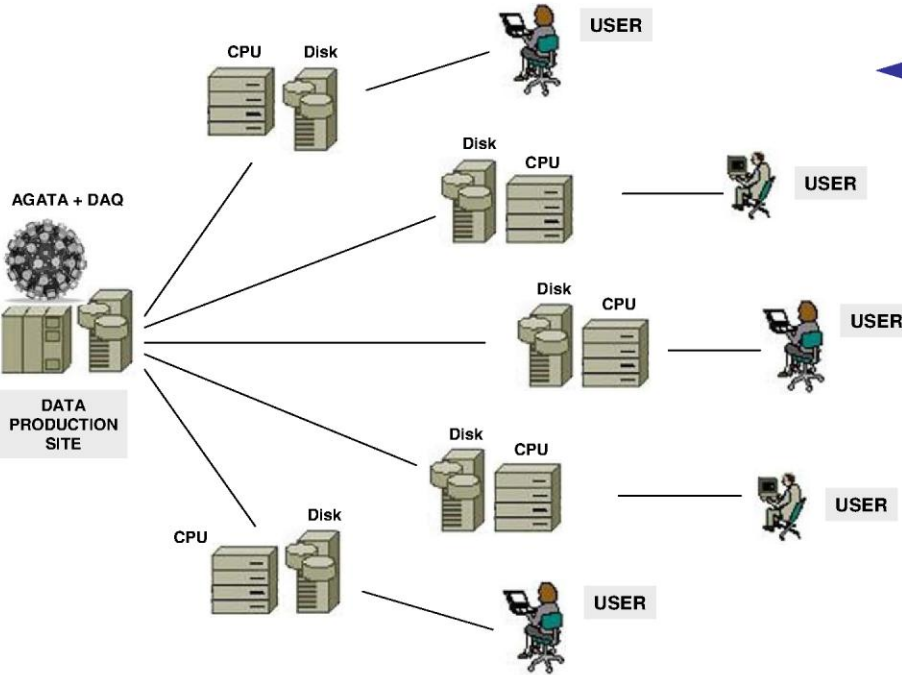 USER
CPU Disk
Disk
CPU
USER
AGATA + DAQ
Disk
CPU
USER
DATA
PRODUCTION
SITE
Disk
CPU
USER
CPU
Disk
USER